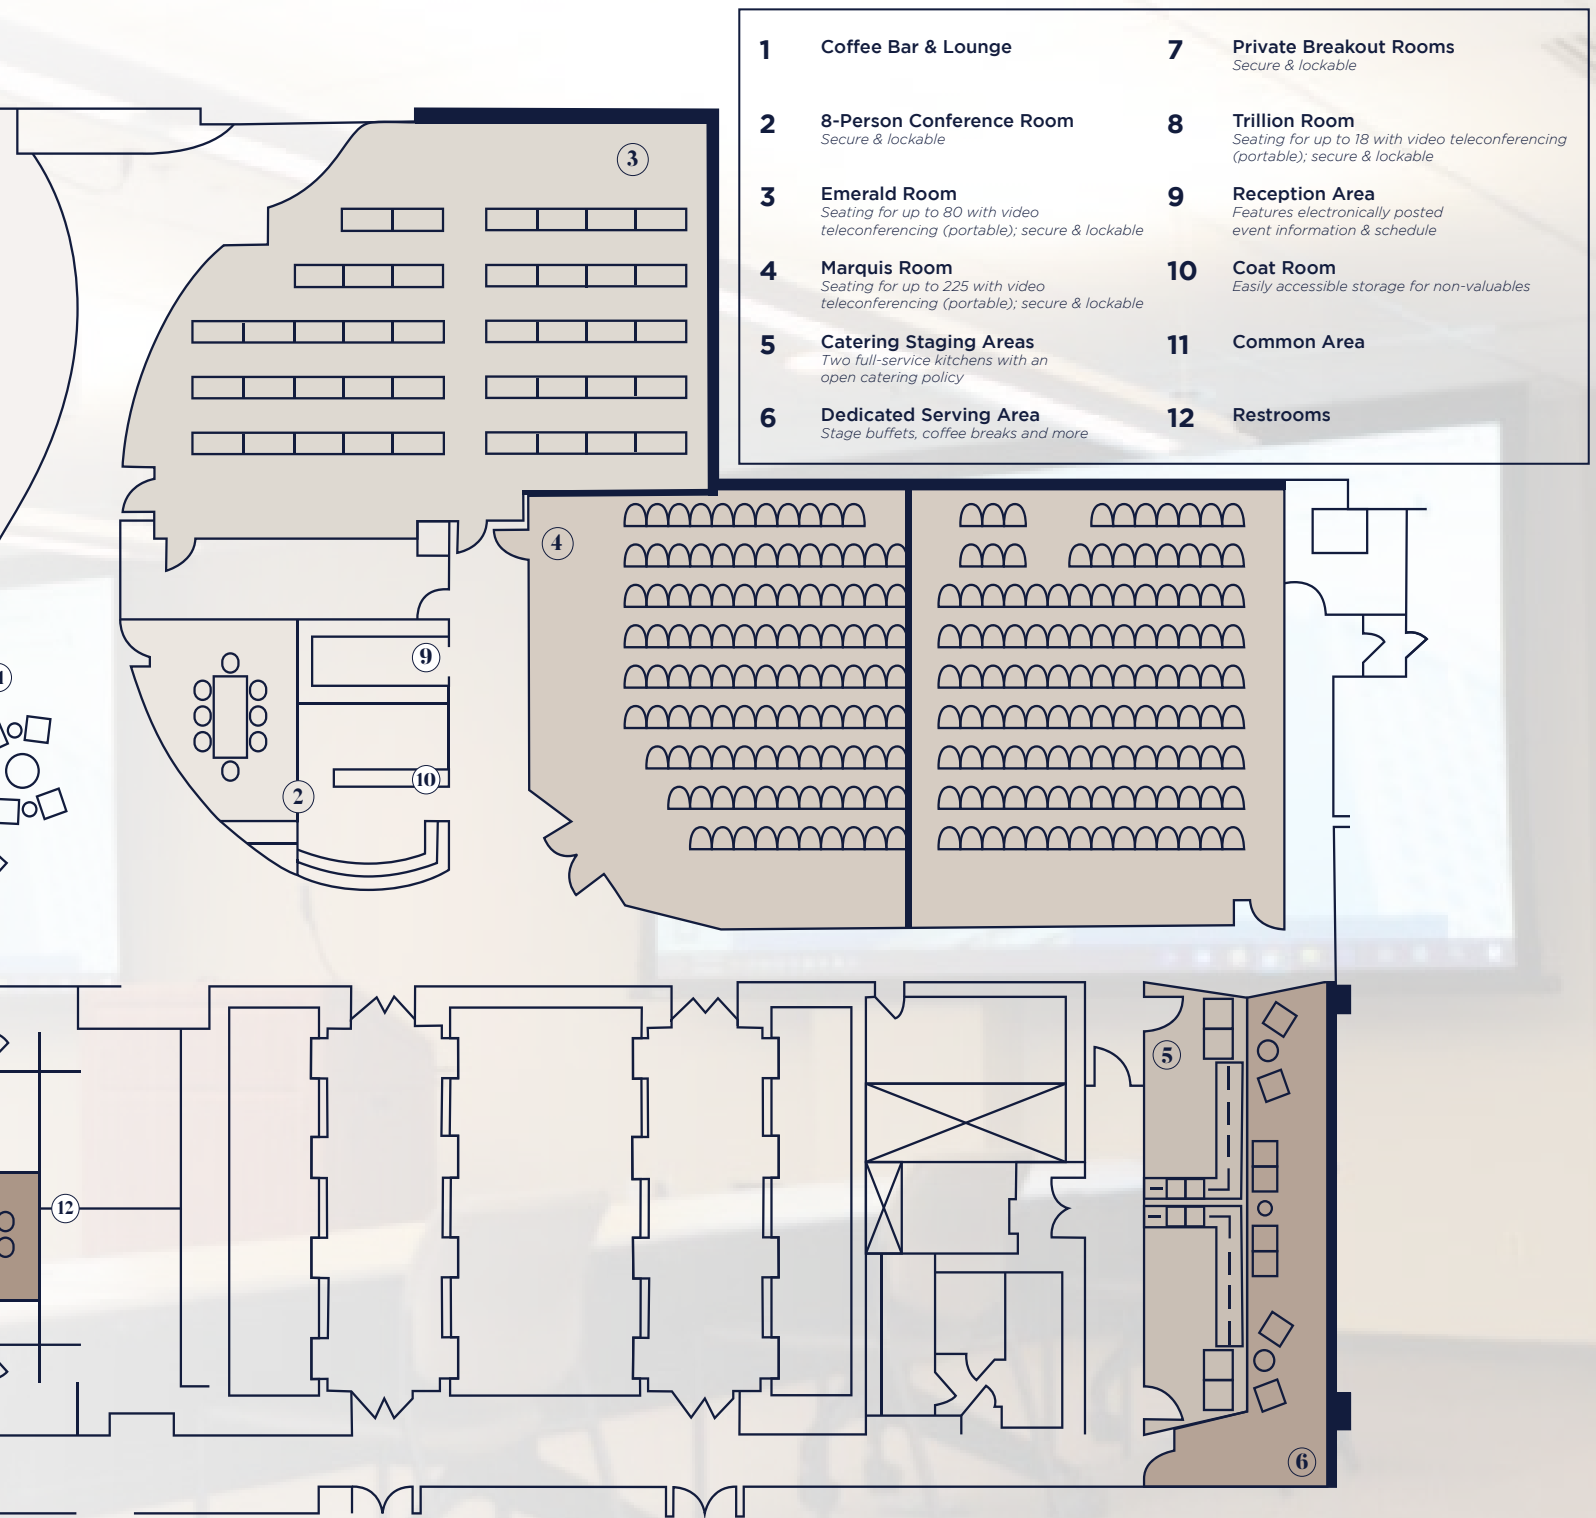 1 Coffee Bar & Lounge
2 8-Person Conference Room
Secure & lockable
3 Emerald Room
Seating for up to 80 with video
teleconferencing (portable); secure & lockable
4 Marquis Room
Seating for up to 225 with video
teleconferencing (portable); secure & lockable
5 Catering Staging Areas
Two full-service kitchens with an
open catering policy
6 Dedicated Serving Area
Stage buffets, coffee breaks and more
7 Private Breakout Rooms
Secure & lockable
8 Trillion Room
Seating for up to 18 with video teleconferencing
(portable); secure & lockable
9 Reception Area
Features electronically posted
event information & schedule
10 Coat Room
Easily accessible storage for non-valuables
11 Common Area
12 Restrooms
3
4
9
10
2
5
12
6